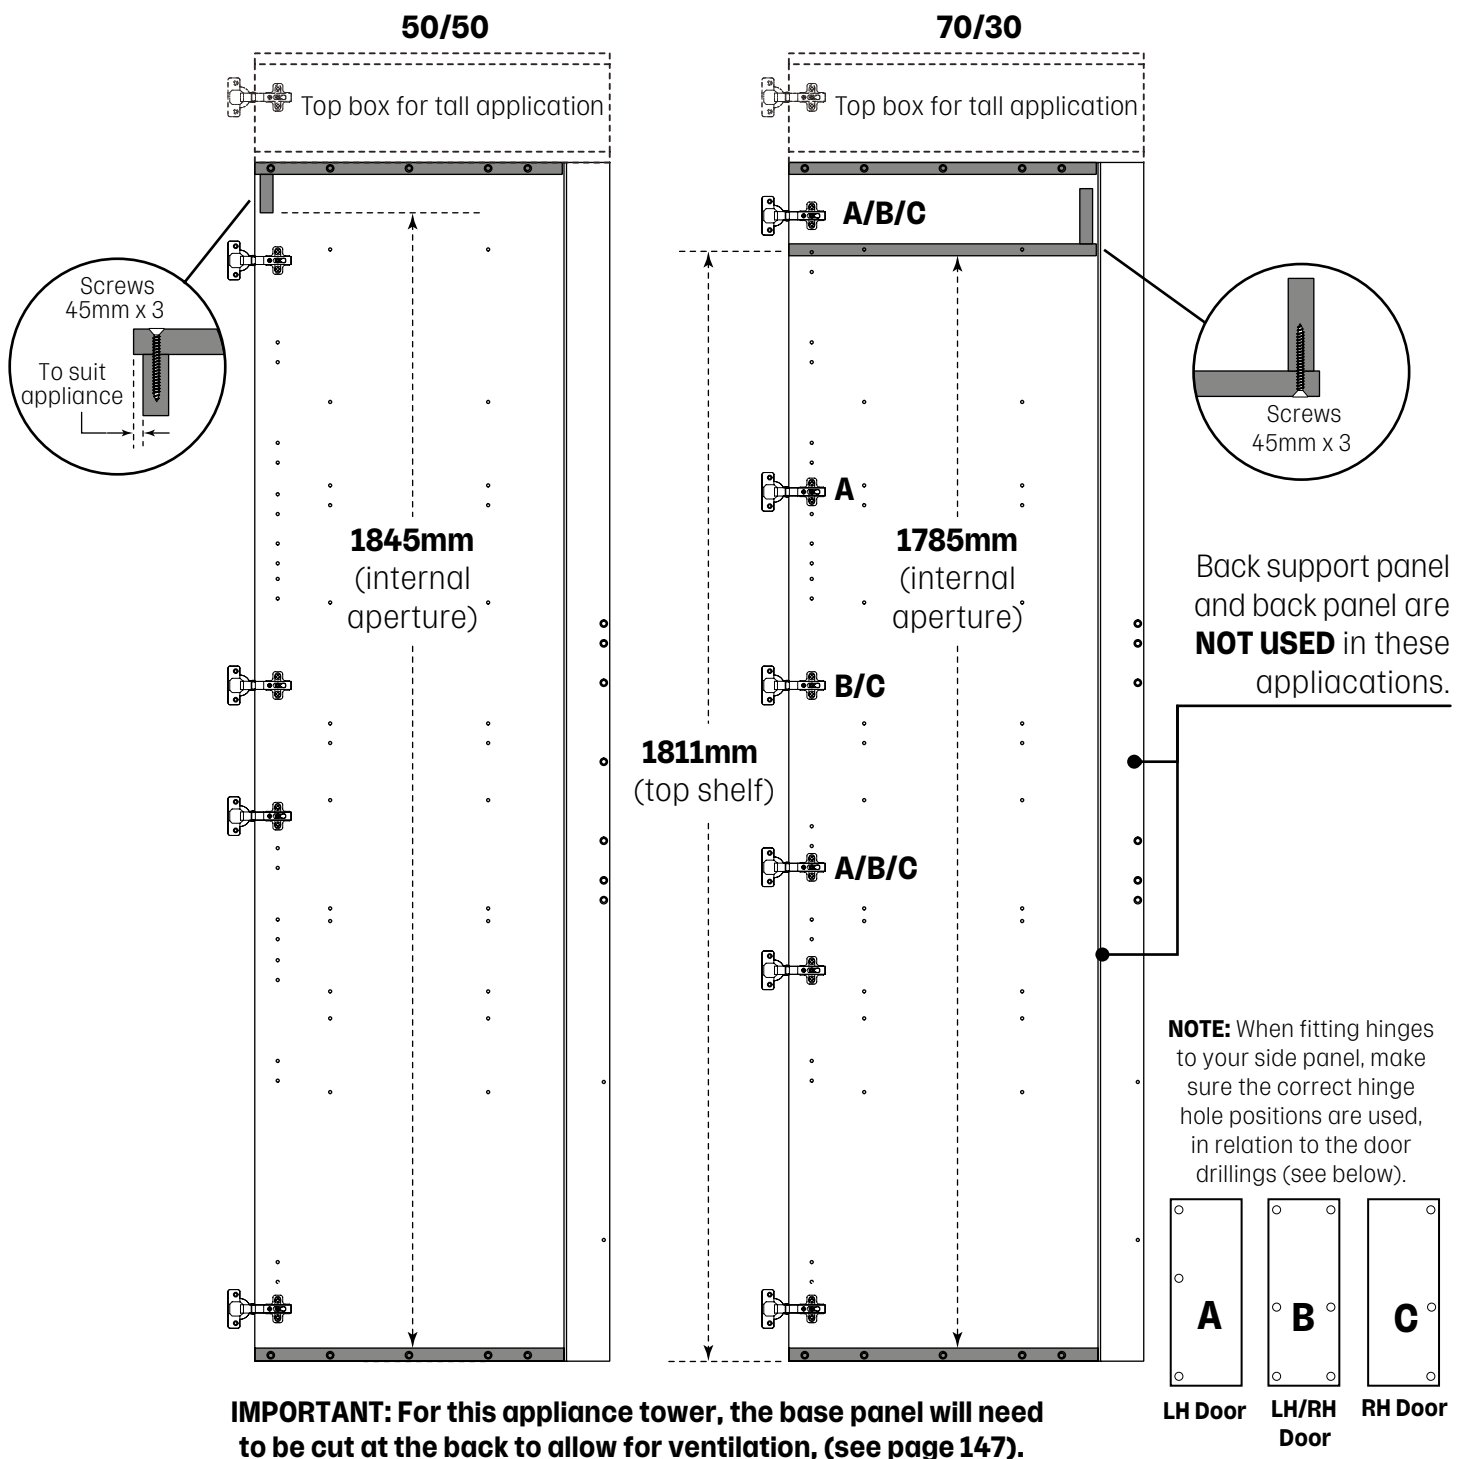 50/50
Top box for tall application
Screws
45mm x 3
To suit
appliance
1845mm
(internal
aperture)
70/30
Top box for tall application
A/B/C
A
B/C
A/B/C
1811mm
(top shelf)
1785mm
(internal
aperture)
Screws
45mm x 3
Back support panel
and back panel are
NOT USED in these
appliacations.
NOTE: When fitting hinges
to your side panel, make
sure the correct hinge
hole positions are used,
in relation to the door
drillings (see below).
A
LH Door
B
LH/RH
Door
C
RH Door
IMPORTANT: For this appliance tower, the base panel will need
to be cut at the back to allow for ventilation, (see page 147).